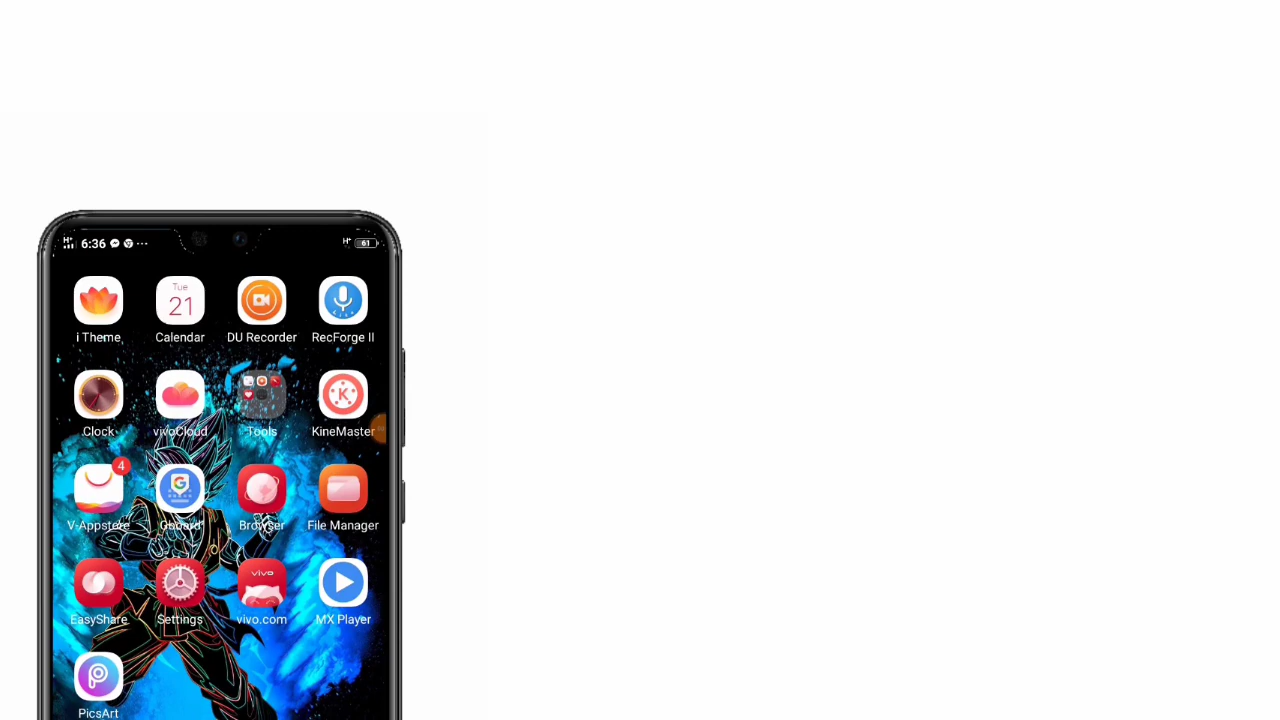 H+ 6:36 H+ 61
i Theme Tue 21 Calendar DU Recorder RecForge II
Clock vivoCloud Tools K KineMaster
4 V-Appstore G Gboard Browser File Manager
EasyShare Settings vivo vivo.com MX Player
P PicsArt